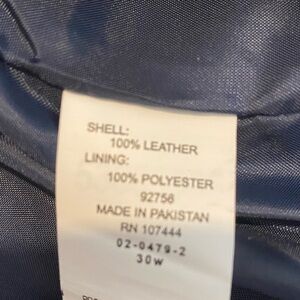 SHELL:
100% LEATHER
LINING:
100% POLYESTER
92756
MADE IN PAKISTAN
RN 107444
02-0479-2
30W